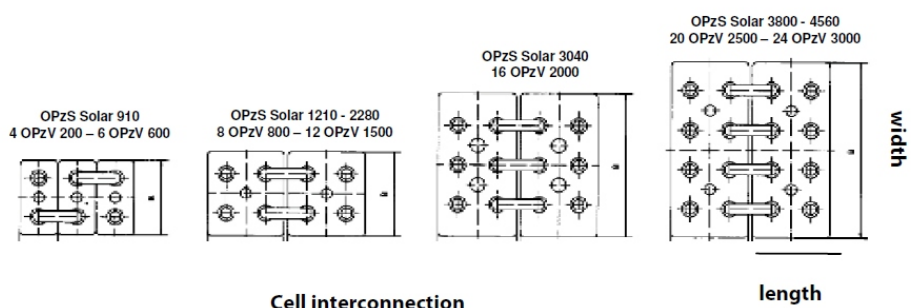 OPzS Solar 910
4 OPzV 200 – 6 OPzV 600
OPzS Solar 1210 - 2280
8 OPzV 800 – 12 OPzV 1500
OPzS Solar 3040
16 OPzV 2000
OPzS Solar 3800 - 4560
20 OPzV 2500 – 24 OPzV 3000
width
length
Cell interconnection